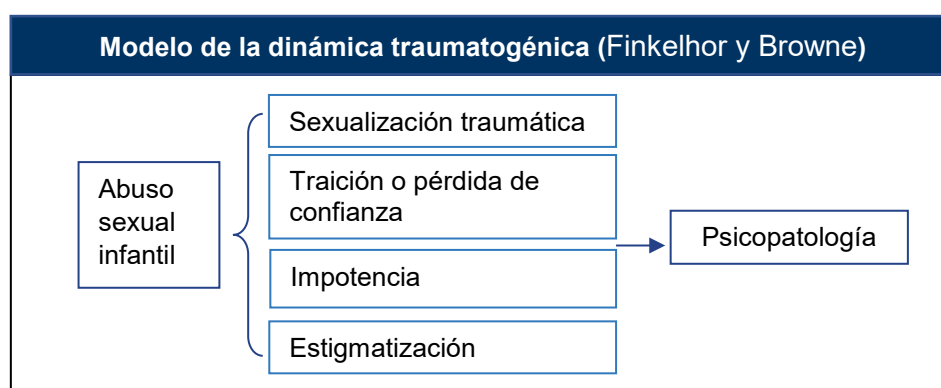 Modelo de la dinámica traumatogénica (Finkelhor y Browne)
Abuso
sexual
infantil
Sexualización traumática
Traición o pérdida de
confianza
Impotencia
Estigmatización
Psicopatología